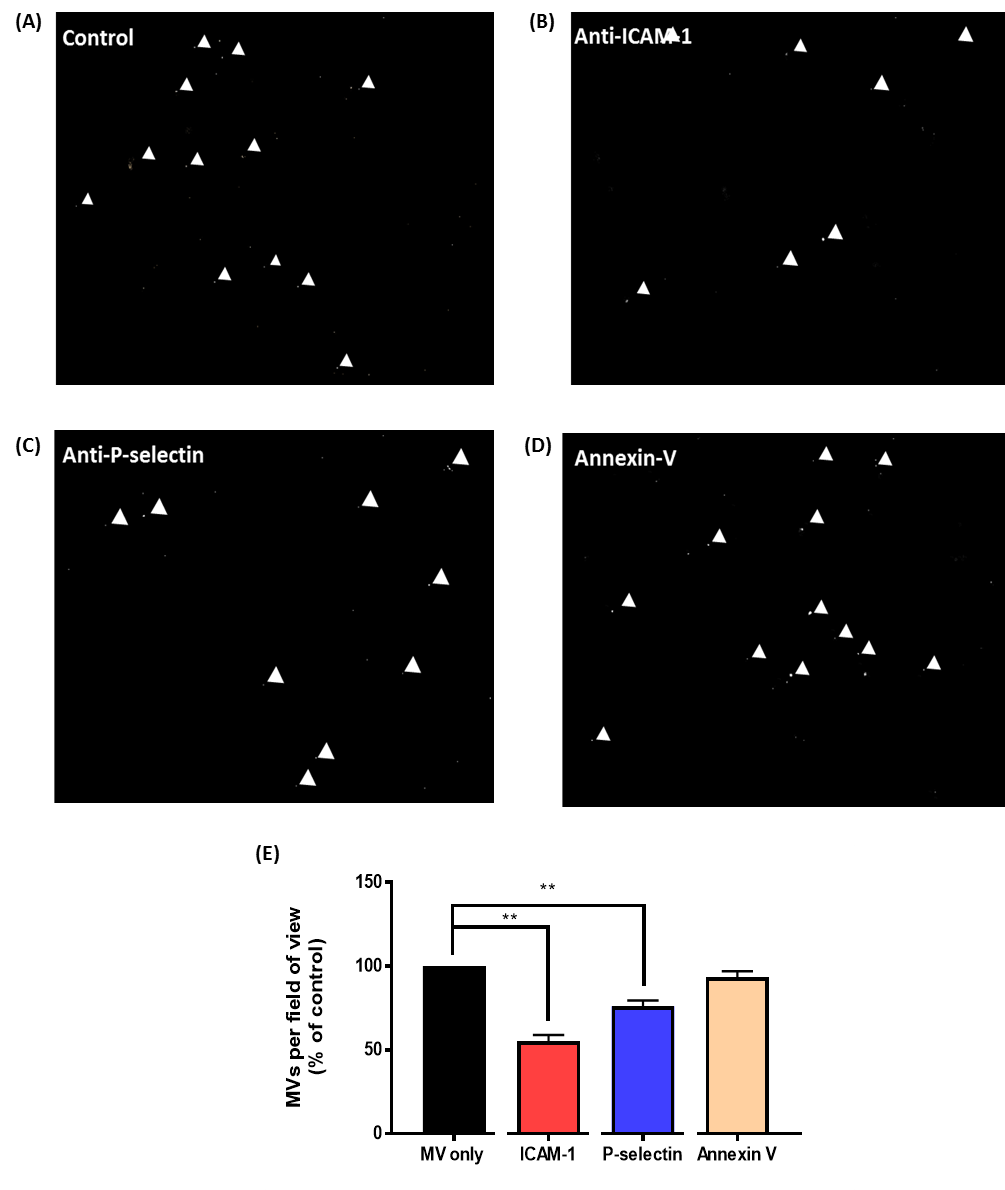 (A)
Control
(B)
Anti-ICAM-1
(C)
Anti-P-selectin
(D)
Annexin-V
(E)
MVs per field of view
(% of control)
150
100
50
0
**
**
MV only
ICAM-1
P-selectin
Annexin V